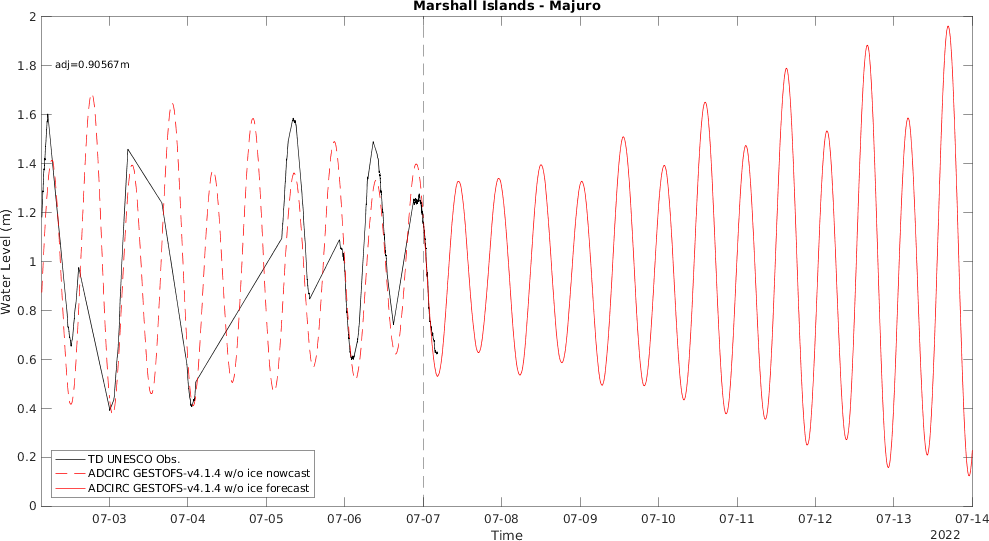 Marshall Islands - Majuro
adj=0.90567m
Water Level (m)
2
1.8
1.6
1.4
1.2
1
0.8
0.6
0.4
0.2
0
TD UNESCO Obs.
ADCIRC GESTOFS-v4.1.4 w/o ice nowcast
ADCIRC GESTOFS-v4.1.4 w/o ice forecast
07-03 07-04 07-05 07-06 07-07 07-08 07-09 07-10 07-11 07-12 07-13 07-14
Time
2022